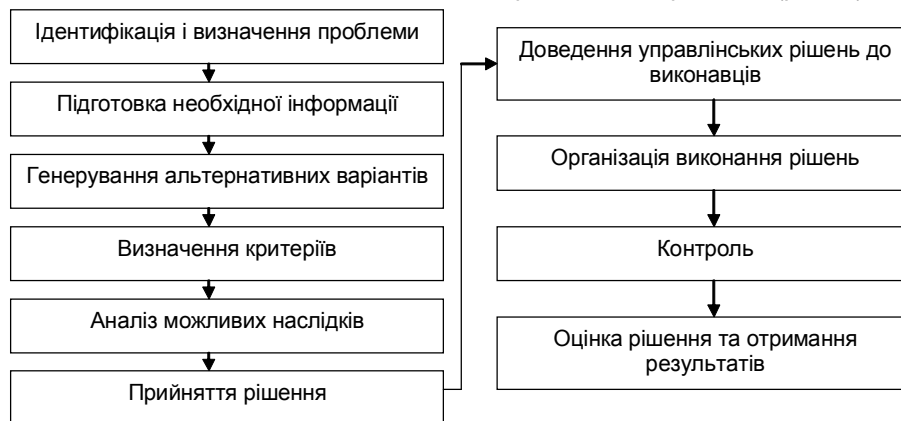 Ідентифікація і визначення проблеми
Підготовка необхідної інформації
Генерування альтернативних варіантів
Визначення критеріїв
Аналіз можливих наслідків
Прийняття рішення
Доведення управлінських рішень до
виконавців
Організація виконання рішень
Контроль
Оцінка рішення та отримання
результатів